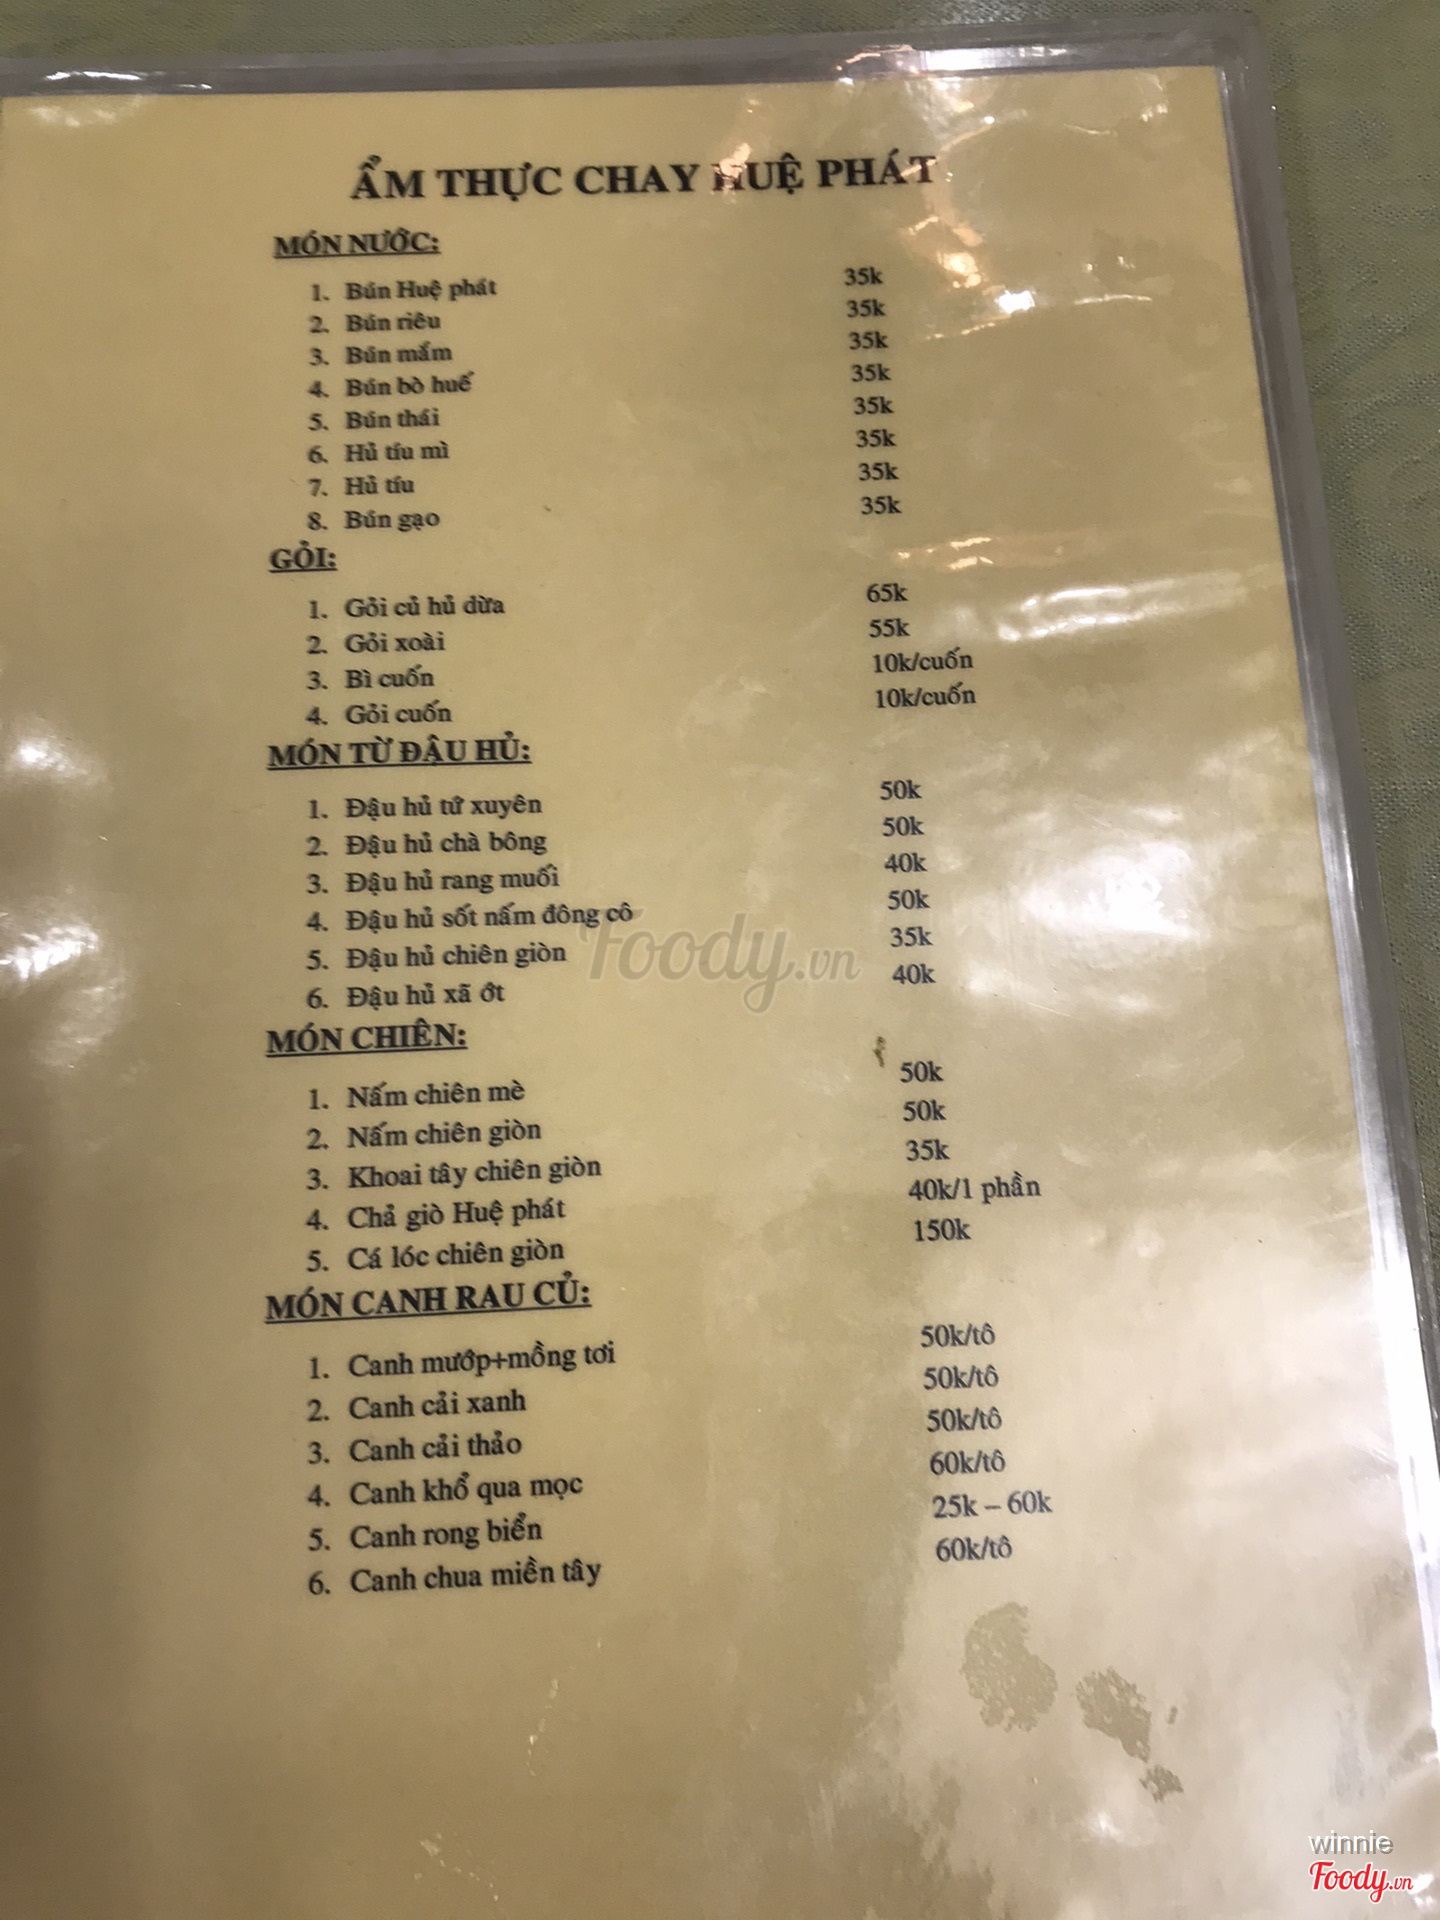 ẨM THỰC CHAY HUỆ PHÁT
MÓN NƯỚC:
1. Bún Huệ phát 35k
2. Bún riêu 35k
3. Bún mắm 35k
4. Bún bò huế 35k
5. Bún thái 35k
6. Hủ tíu mì 35k
7. Hủ tíu 35k
8. Bún gạo 35k
GỎI:
1. Gỏi củ hủ dừa 65k
2. Gỏi xoài 55k
3. Bì cuốn 10k/cuốn
4. Gỏi cuốn 10k/cuốn
MÓN TỪ ĐẬU HỦ:
1. Đậu hủ tứ xuyên 50k
2. Đậu hủ chà bông 50k
3. Đậu hủ rang muối 40k
4. Đậu hủ sốt nấm đông cô 50k
5. Đậu hủ chiên giòn 35k
6. Đậu hủ xã ớt 40k
MÓN CHIÊN:
1. Nấm chiên mè 50k
2. Nấm chiên giòn 50k
3. Khoai tây chiên giòn 35k
4. Chả giò Huệ phát 40k/1 phần
5. Cá lóc chiên giòn 150k
MÓN CANH RAU CỦ:
1. Canh mướp+mồng tơi 50k/tô
2. Canh cải xanh 50k/tô
3. Canh cải thảo 50k/tô
4. Canh khổ qua mọc 60k/tô
5. Canh rong biển 25k – 60k
6. Canh chua miền tây 60k/tô
Foody.vn
winnie
Foody.vn